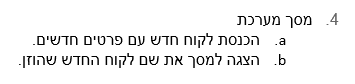 4. מסך מערכת
a. הכנסת לקוח חדש עם פרטים חדשים.
b. הצגה למסך את שם לקוח החדש שהוזן.